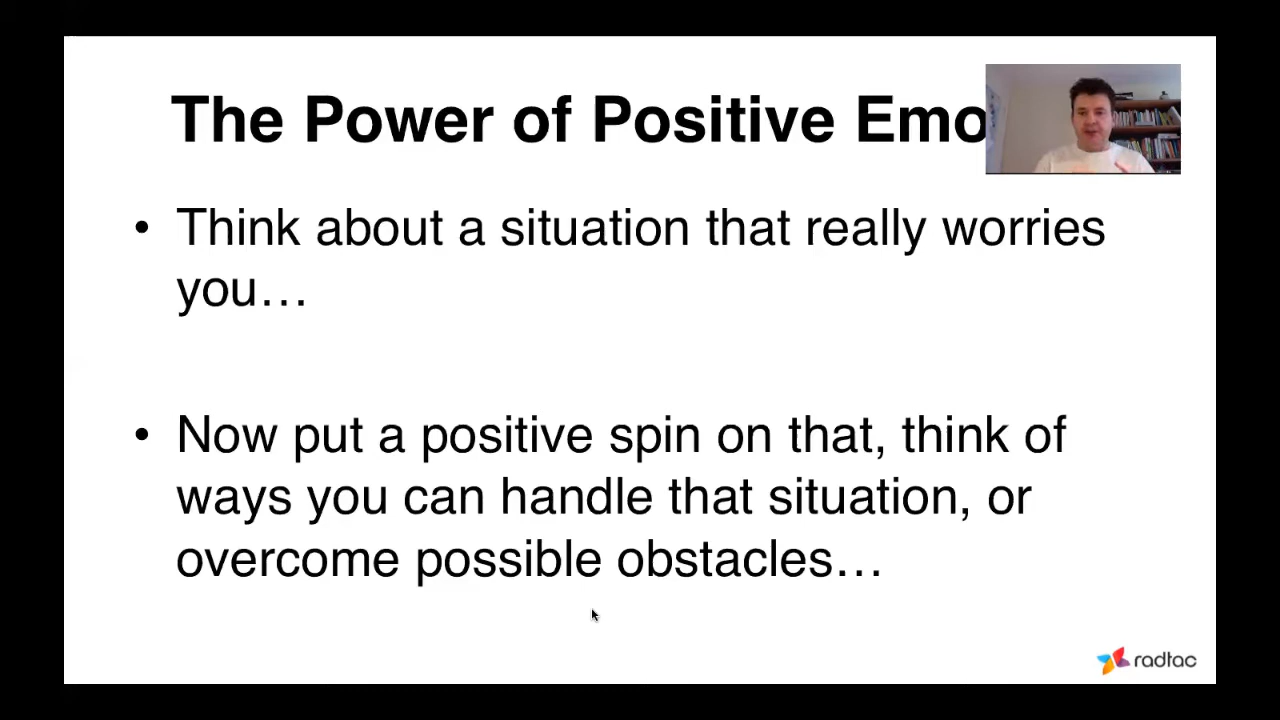 The Power of Positive Emo
• Think about a situation that really worries
you…
• Now put a positive spin on that, think of
ways you can handle that situation, or
overcome possible obstacles…
radtac